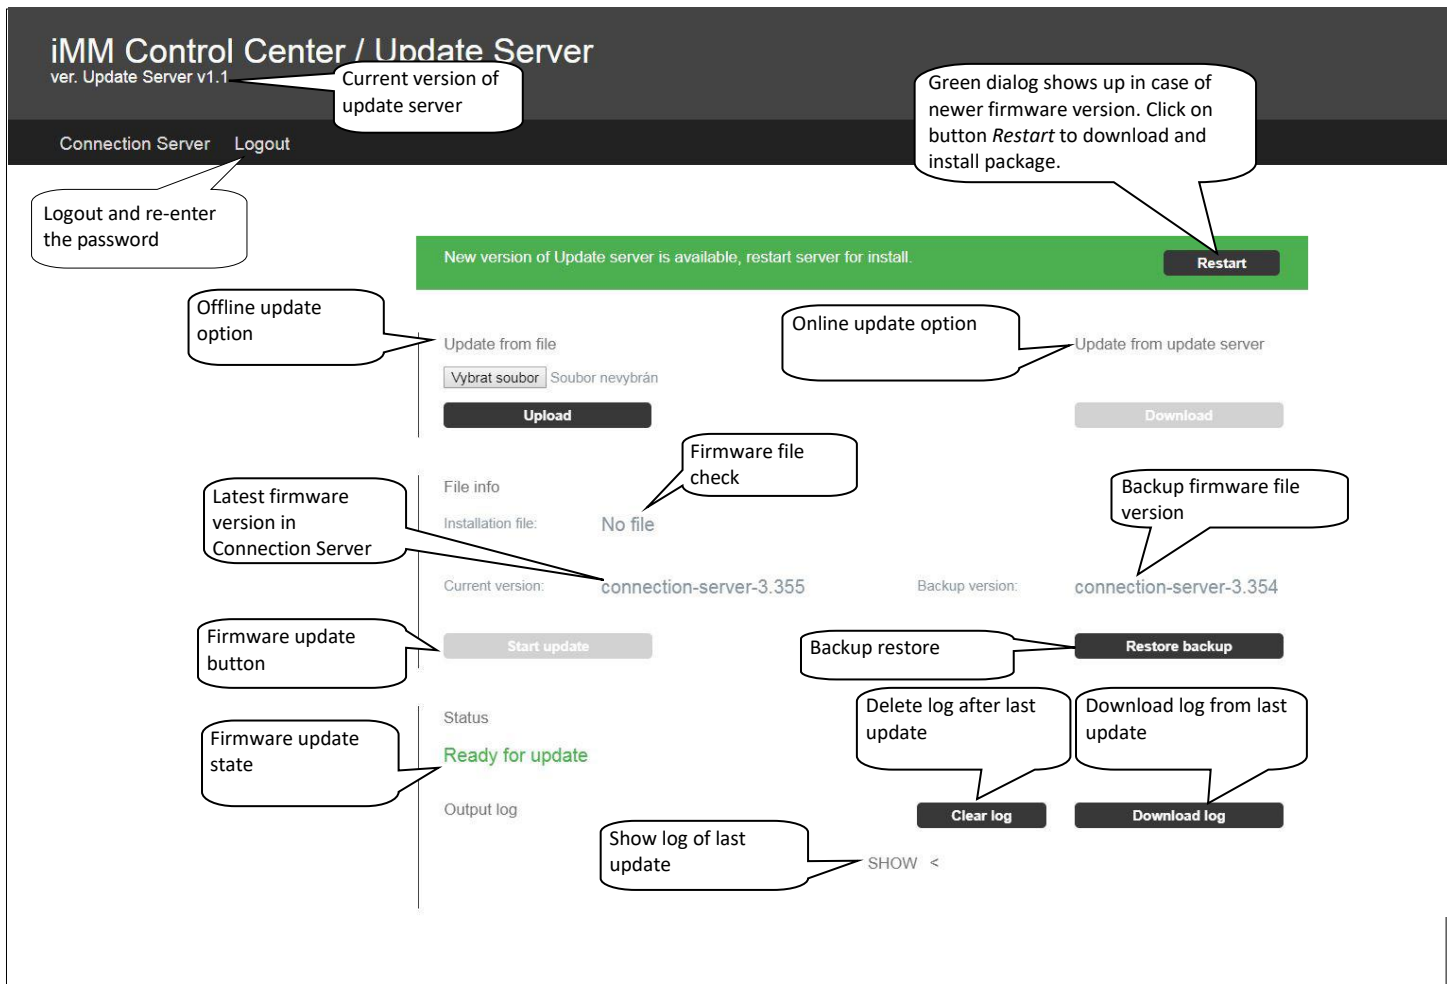 iMM Control Center / Update Server
ver. Update Server v1.1
Current version of
update server
Green dialog shows up in case of
newer firmware version. Click on
button Restart to download and
install package.
Connection Server Logout
Logout and re-enter
the password
New version of Update server is available, restart server for install.
Restart
Offline update
option
Online update option
Update from file
Update from update server
Vybrat soubor Soubor nevybrán
Upload
Download
Firmware file
check
File info
Latest firmware
version in
Connection Server
Backup firmware file
version
Installation file: No file
Current version: connection-server-3.355
Backup version: connection-server-3.354
Firmware update
button
Start update
Backup restore
Restore backup
Status
Delete log after last
update
Download log from last
update
Firmware update
state
Ready for update
Output log
Clear log
Download log
Show log of last
update
SHOW <